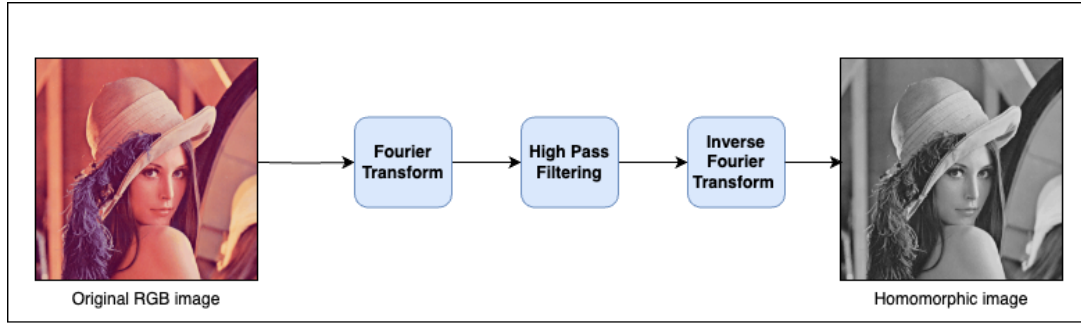 Fourier
Transform
High Pass
Filtering
Inverse
Fourier
Transform
Original RGB image
Homomorphic image